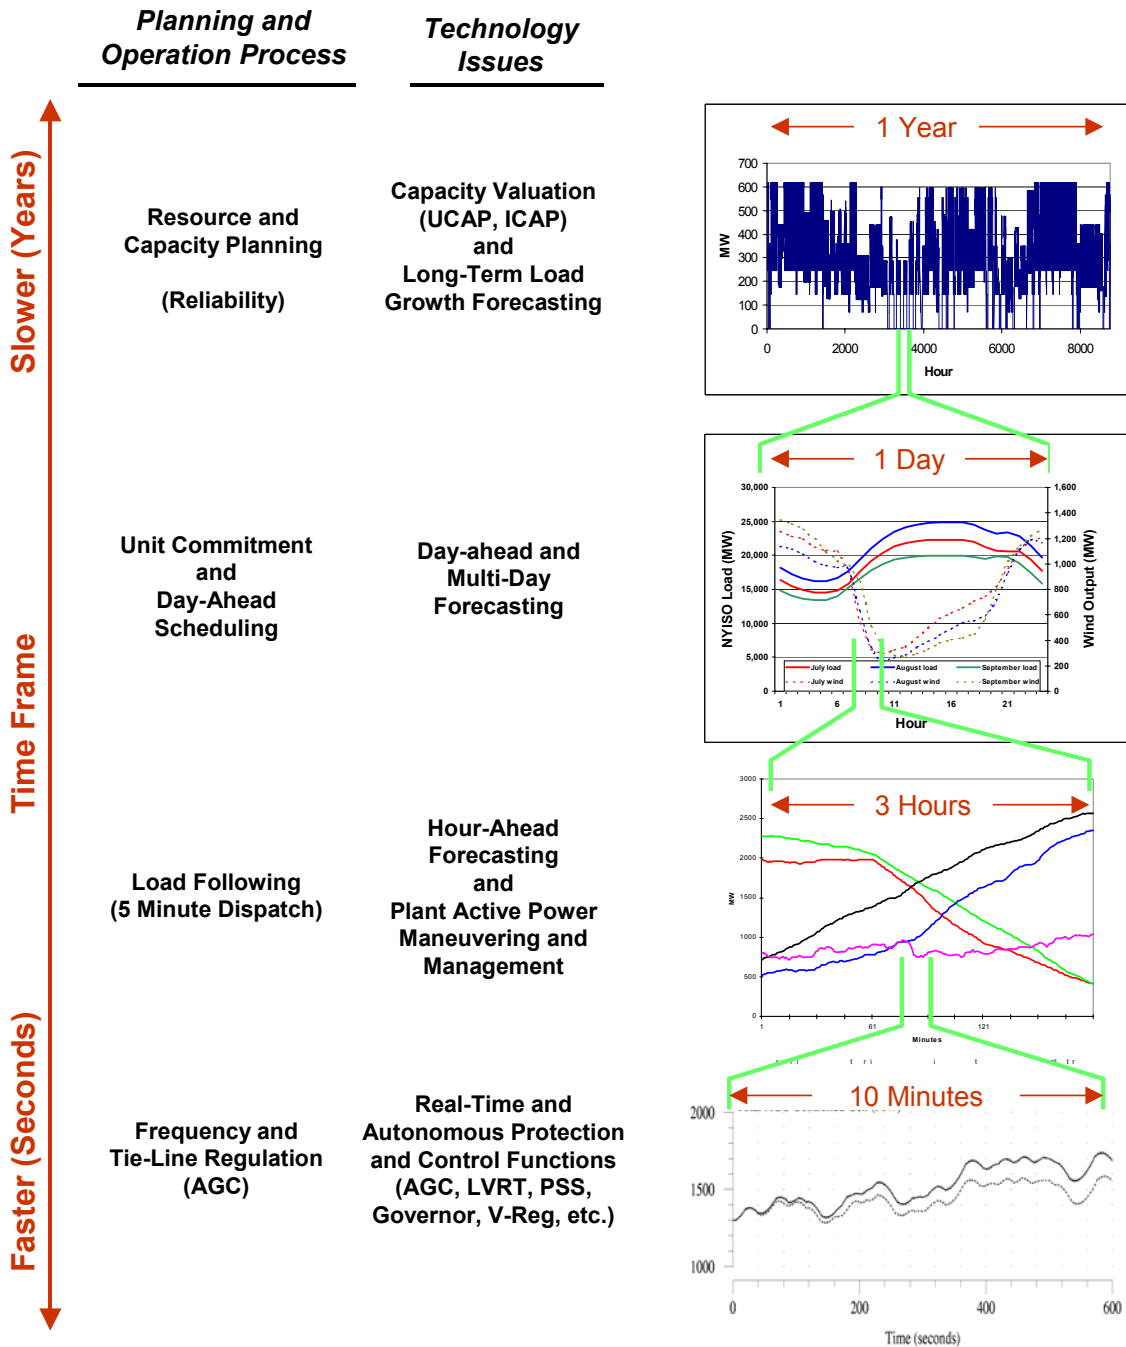 Planning and
Operation Process
Technology
Issues
Slower (Years)
Time Frame
Faster (Seconds)
Resource and
Capacity Planning
(Reliability)
Capacity Valuation
(UCAP, ICAP)
and
Long-Term Load
Growth Forecasting
1 Year
700
600
500
400
300
200
100
0
MW
0 2000 4000 6000 8000
Hour
Unit Commitment
and
Day-Ahead
Scheduling
Day-ahead and
Multi-Day
Forecasting
1 Day
30,000
25,000
20,000
15,000
10,000
5,000
0
NYISO Load (MW)
1,600
1,400
1,200
1,000
800
600
400
200
0
Wind Output (MW)
July load August load September load
July wind August wind September wind
1 6 11 16 21
Hour
Load Following
(5 Minute Dispatch)
Hour-Ahead
Forecasting
and
Plant Active Power
Maneuvering and
Management
3 Hours
3000
2500
2000
1500
1000
500
0
MW
1 61 121
Minutes
Frequency and
Tie-Line Regulation
(AGC)
Real-Time and
Autonomous Protection
and Control Functions
(AGC, LVRT, PSS,
Governor, V-Reg, etc.)
10 Minutes
2000
1500
1000
0 200 400 600
Time (seconds)